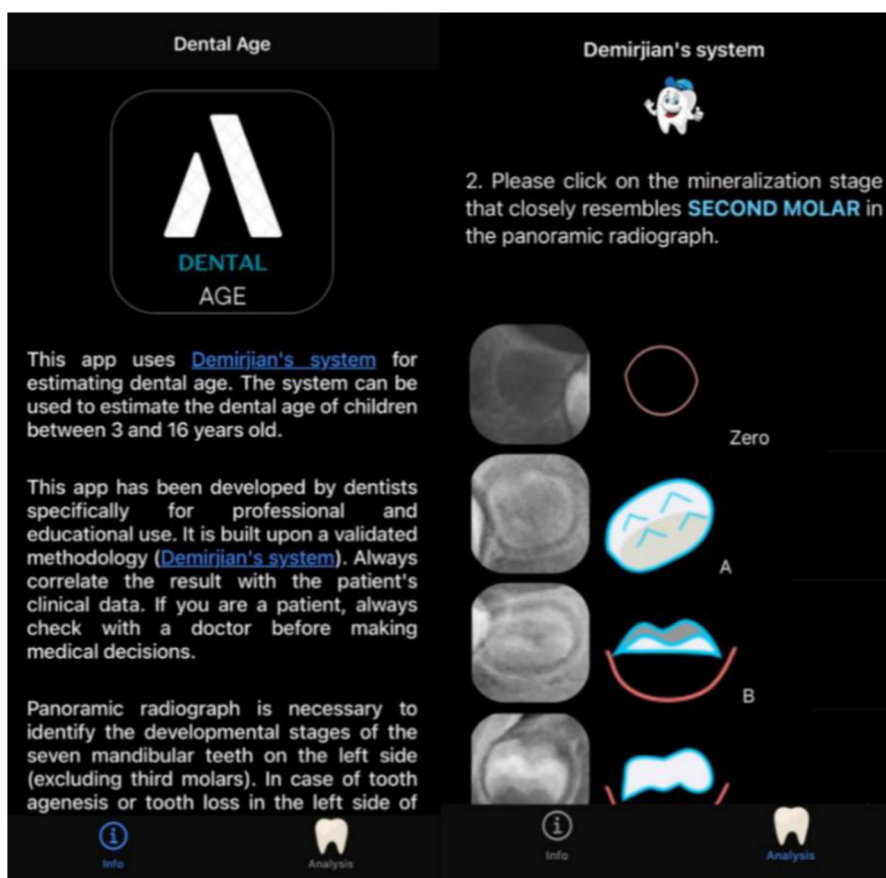 Dental Age
DENTAL
AGE
This app uses Demirjian's system for
estimating dental age. The system can be
used to estimate the dental age of children
between 3 and 16 years old.
This app has been developed by dentists
specifically for professional and
educational use. It is built upon a validated
methodology (Demirjian's system). Always
correlate the result with the patient's
clinical data. If you are a patient, always
check with a doctor before making
medical decisions.
Panoramic radiograph is necessary to
identify the developmental stages of the
seven mandibular teeth on the left side
(excluding third molars). In case of tooth
agenesis or tooth loss in the left side of
Info
Analysis
Demirjian's system
2. Please click on the mineralization stage
that closely resembles SECOND MOLAR in
the panoramic radiograph.
Zero
A
B
Info
Analysis